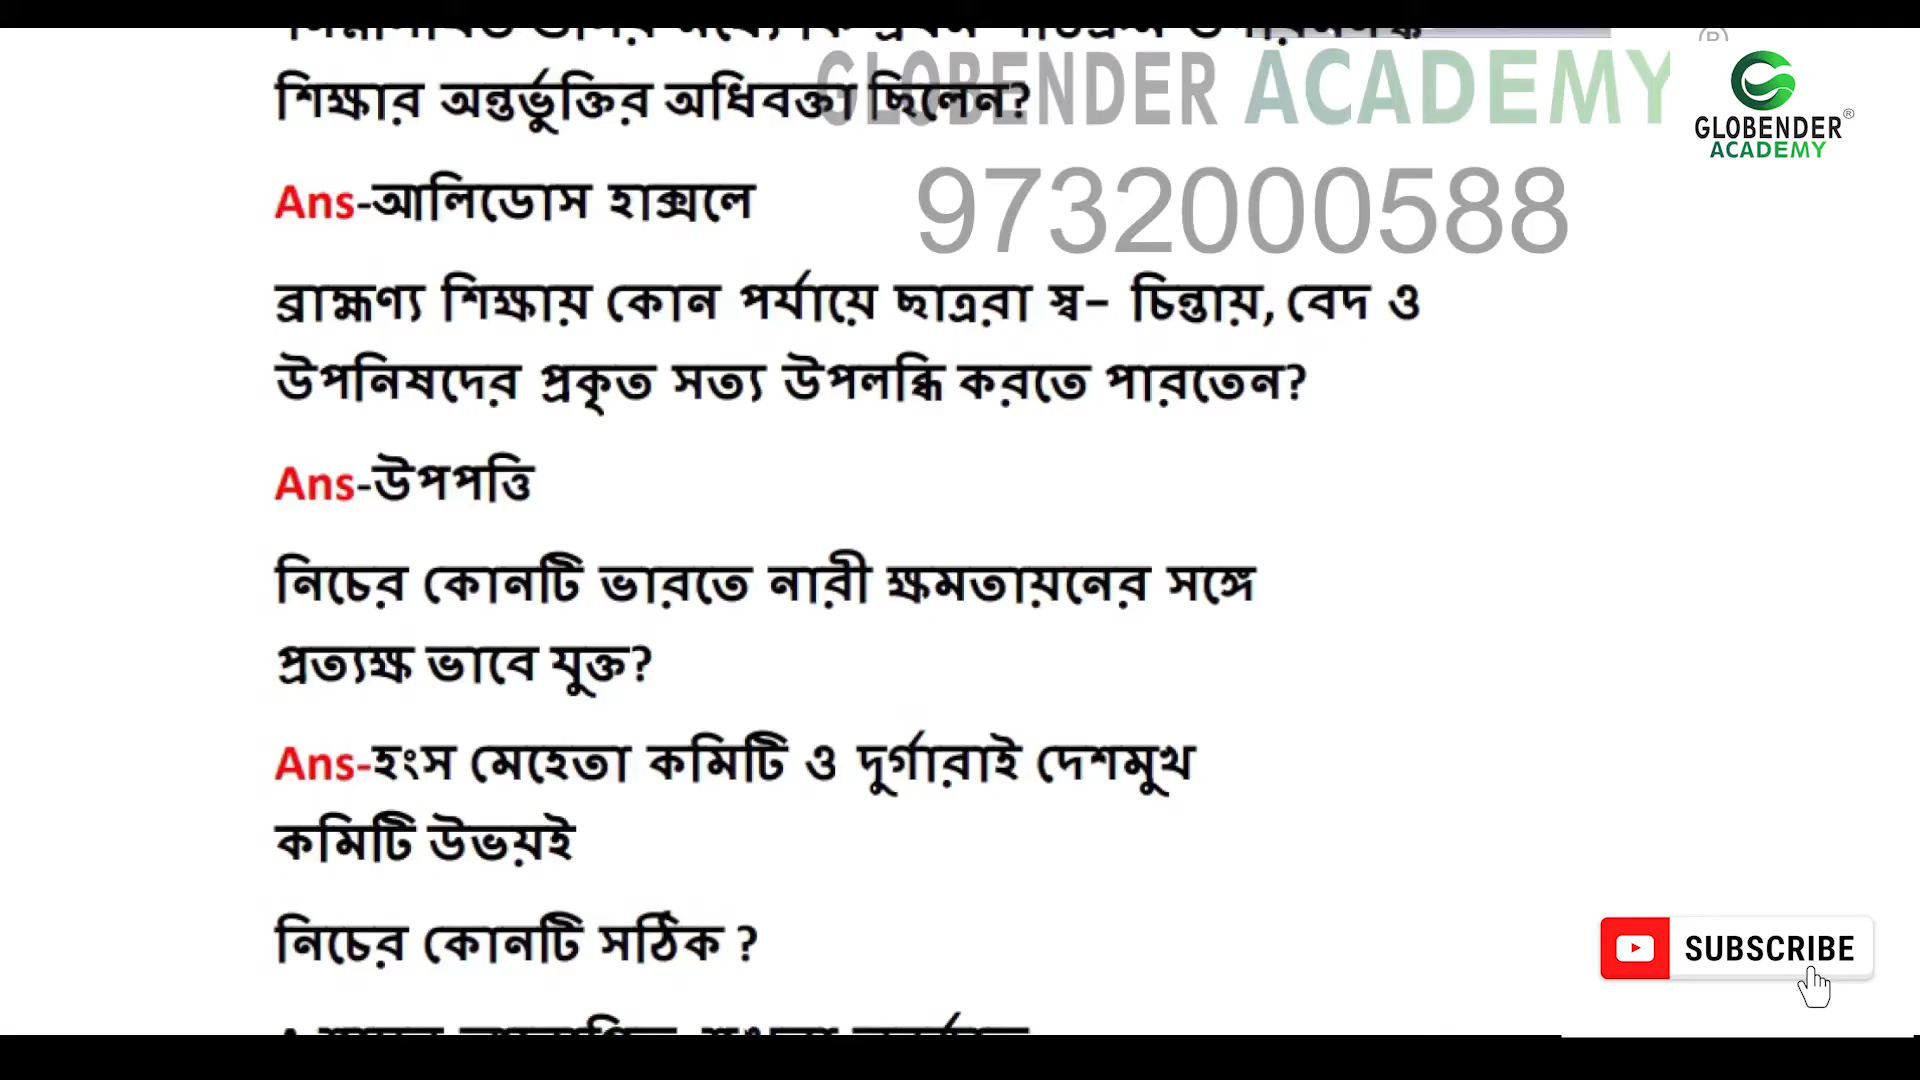 শিক্ষার অন্তর্ভুক্তির অধিবক্তা ছিলেন?
GLOBENDER ACADEMY
GLOBENDER
ACADEMY
Ans-আলিডোস হাক্সলে
9732000588
ব্রাহ্মণ্য শিক্ষায় কোন পর্যায়ে ছাত্ররা স্ব– চিন্তায়, বেদ ও
উপনিষদের প্রকৃত সত্য উপলব্ধি করতে পারতেন?
Ans-উপপত্তি
নিচের কোনটি ভারতে নারী ক্ষমতায়নের সঙ্গে
প্রত্যক্ষ ভাবে যুক্ত?
Ans-হংস মেহেতা কমিটি ও দুর্গারাই দেশমুখ
কমিটি উভয়ই
নিচের কোনটি সঠিক ?
SUBSCRIBE